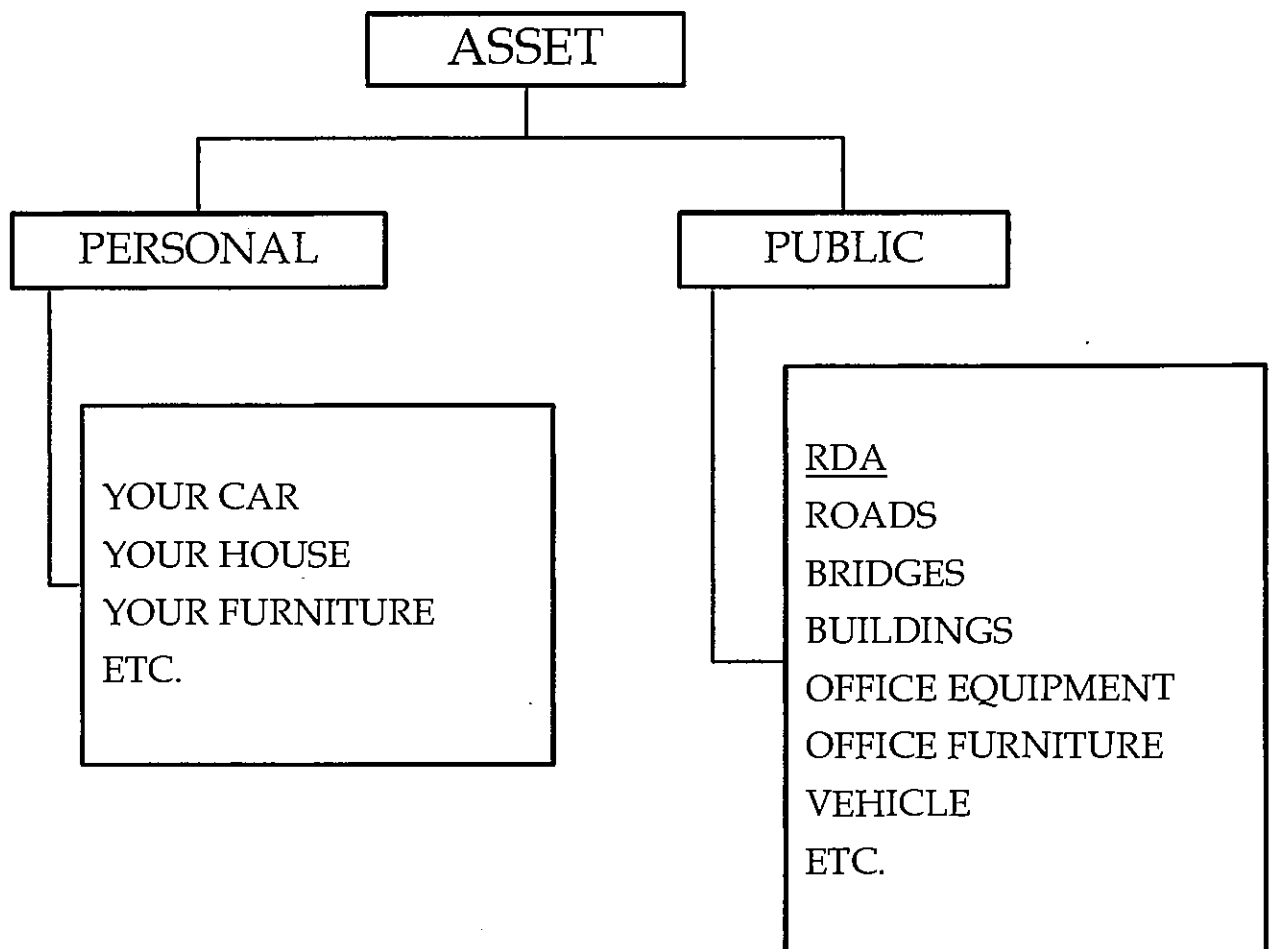 ASSET
PERSONAL
PUBLIC
YOUR CAR
YOUR HOUSE
YOUR FURNITURE
ETC.
RDA
ROADS
BRIDGES
BUILDINGS
OFFICE EQUIPMENT
OFFICE FURNITURE
VEHICLE
ETC.